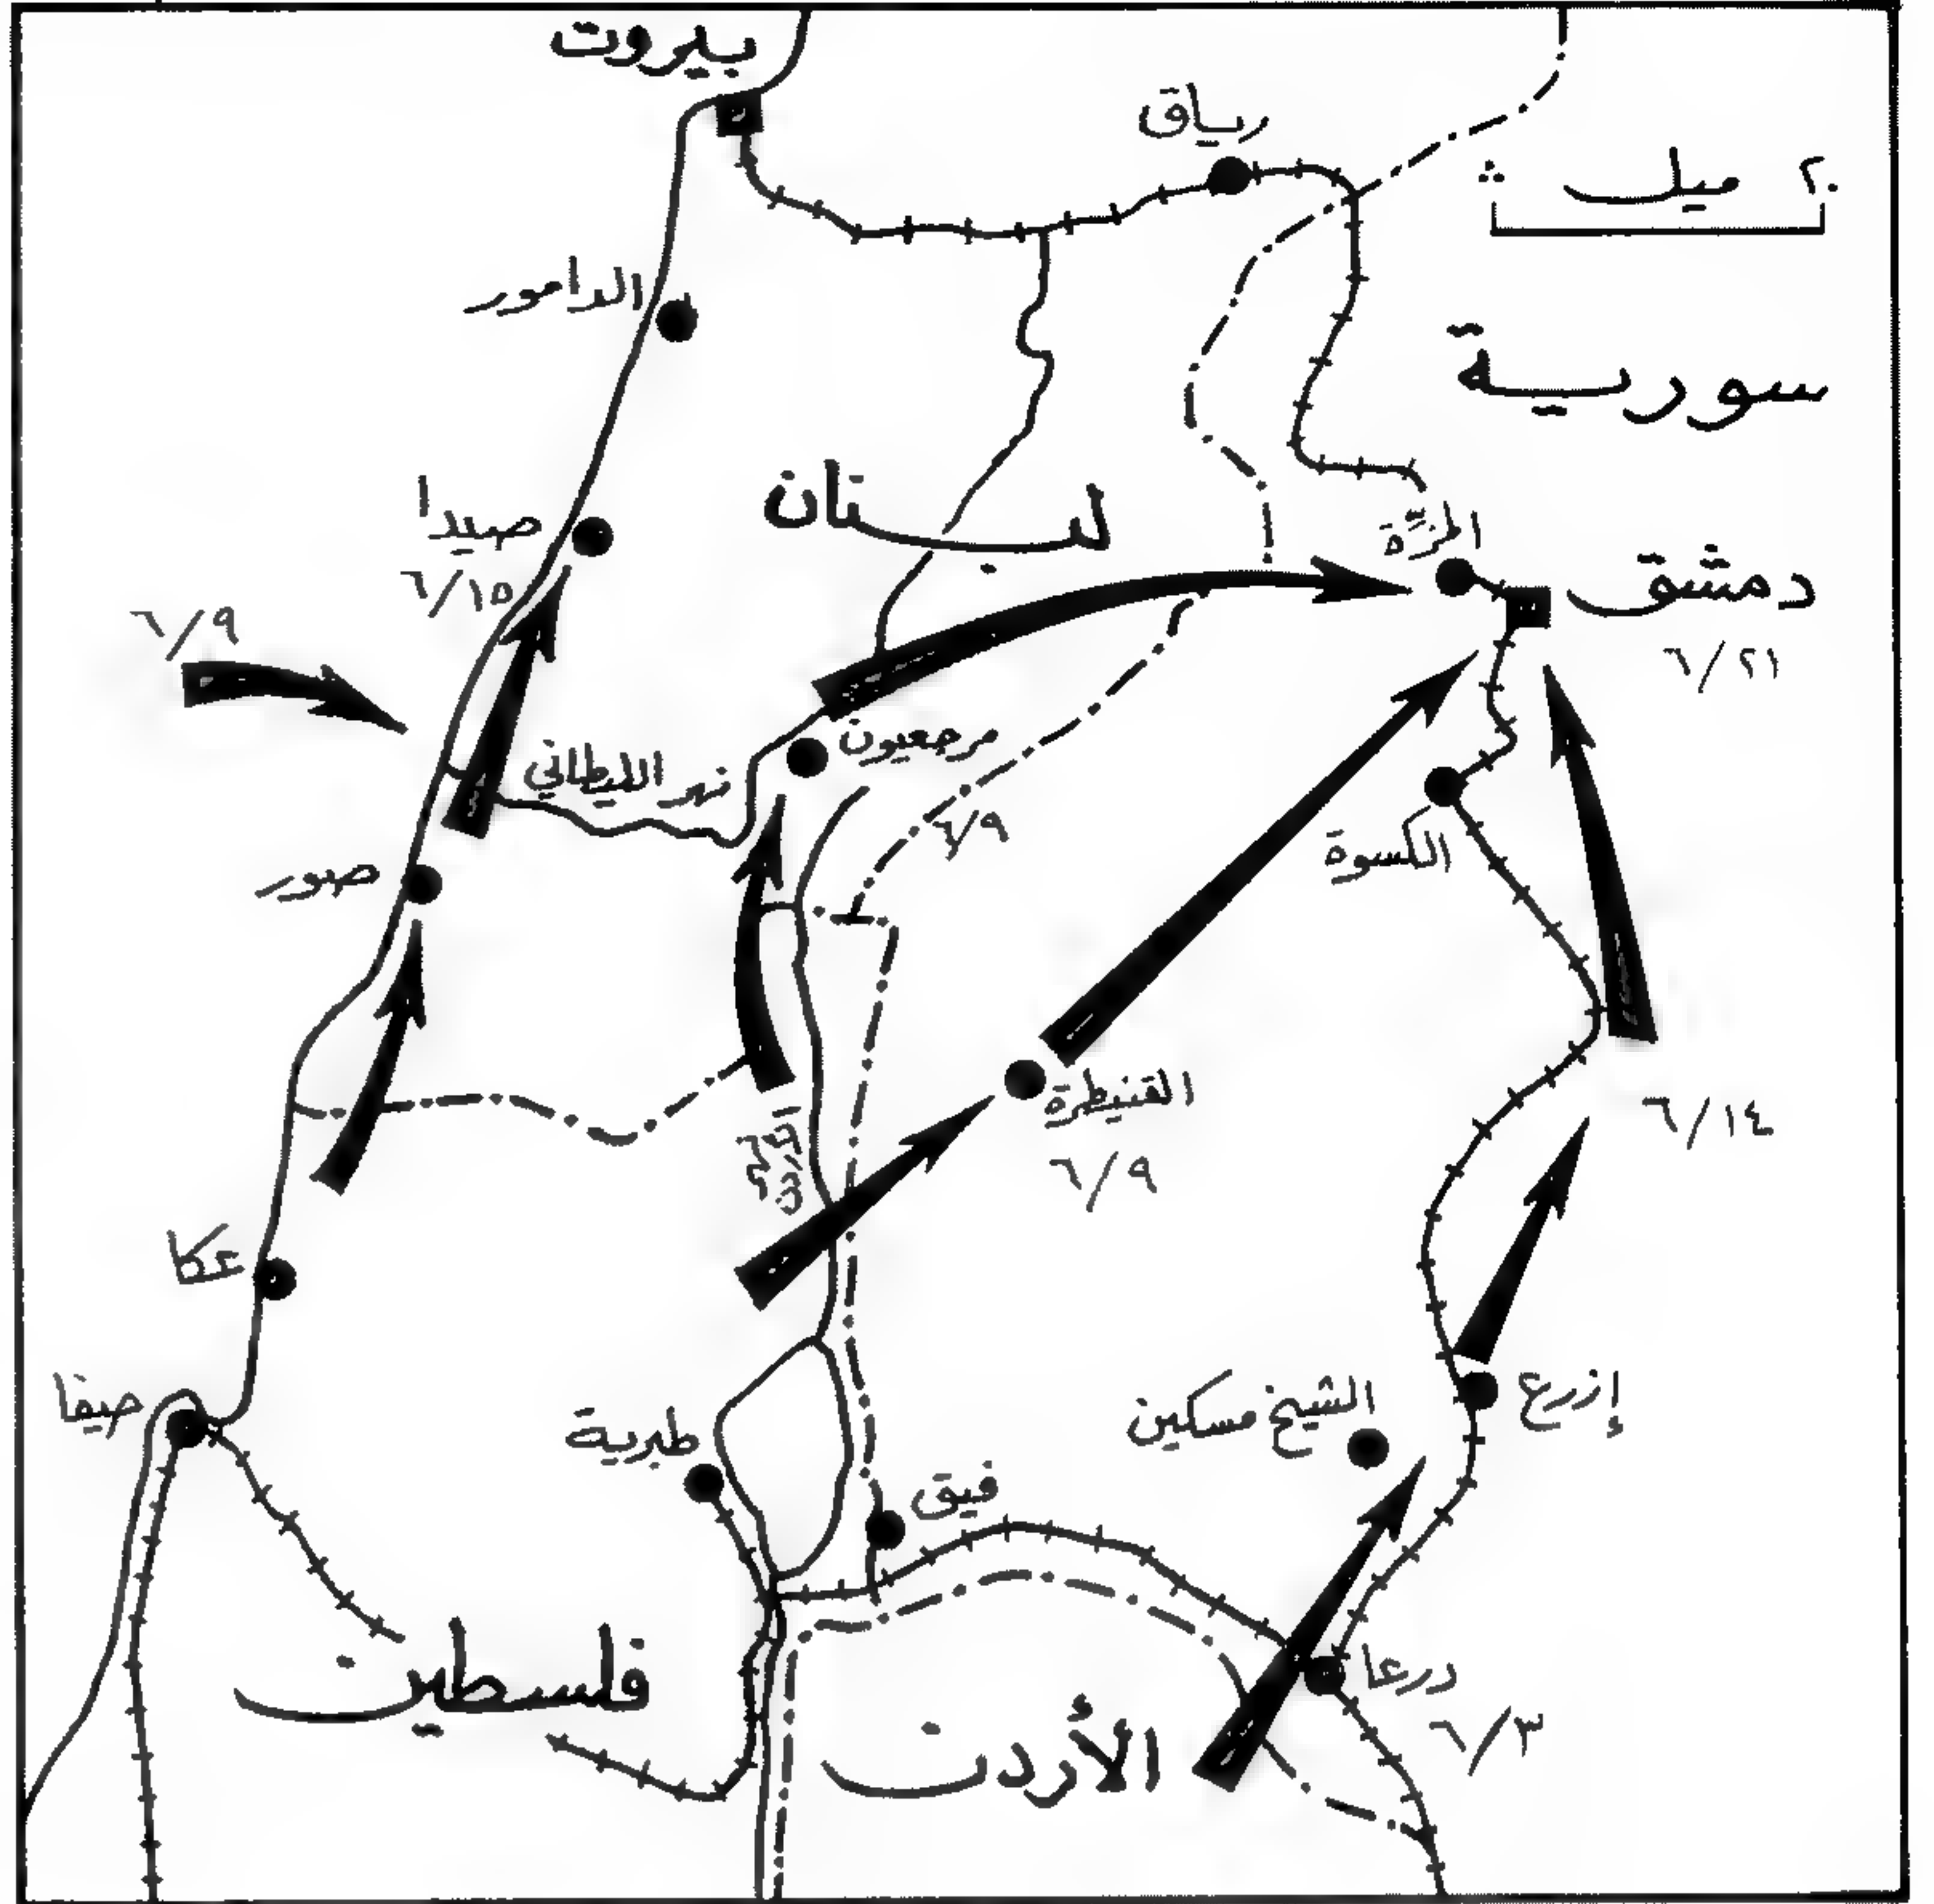 بيروت
رياق
٢٠ ميل
الدامور
سورية
لبنان
صيدا
٦/١٥
المزّة
دمشق
٦/٢١
٦/٩
مرجعيون
نهر الليطاني
٦/٩
الكسوة
صور
القنيطرة
٦/٩
٦/١٤
عكا
حيفا
طبرية
فيق
الشيخ مسكين
إزرع
فلسطين
الأردن
درعا
٦/٣